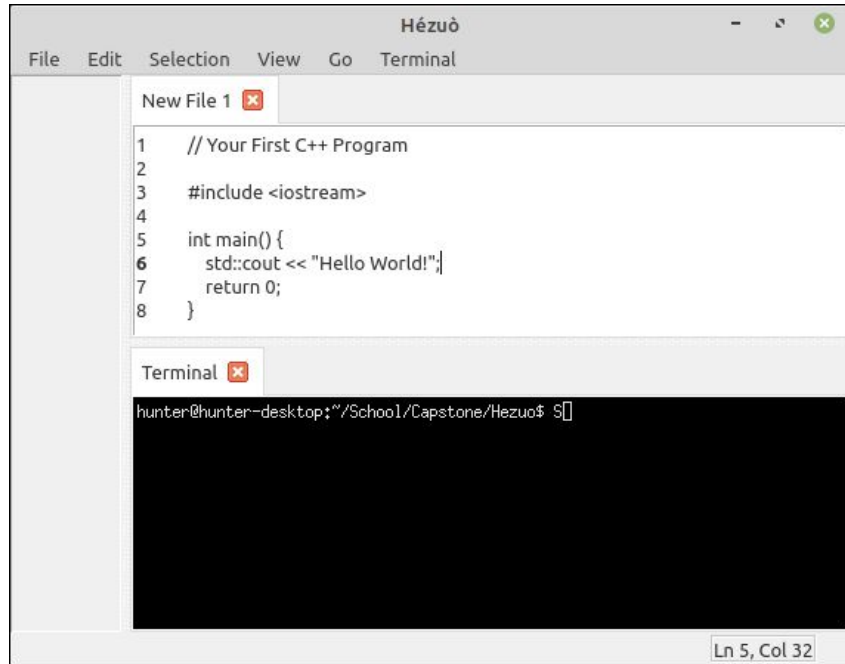 Hézuò
File Edit Selection View Go Terminal
New File 1
1 // Your First C++ Program
2
3 #include <iostream>
4
5 int main() {
6 std::cout << "Hello World!";
7 return 0;
8 }
Terminal
hunter@hunter-desktop:~/School/Capstone/Hezuo$ S
Ln 5, Col 32